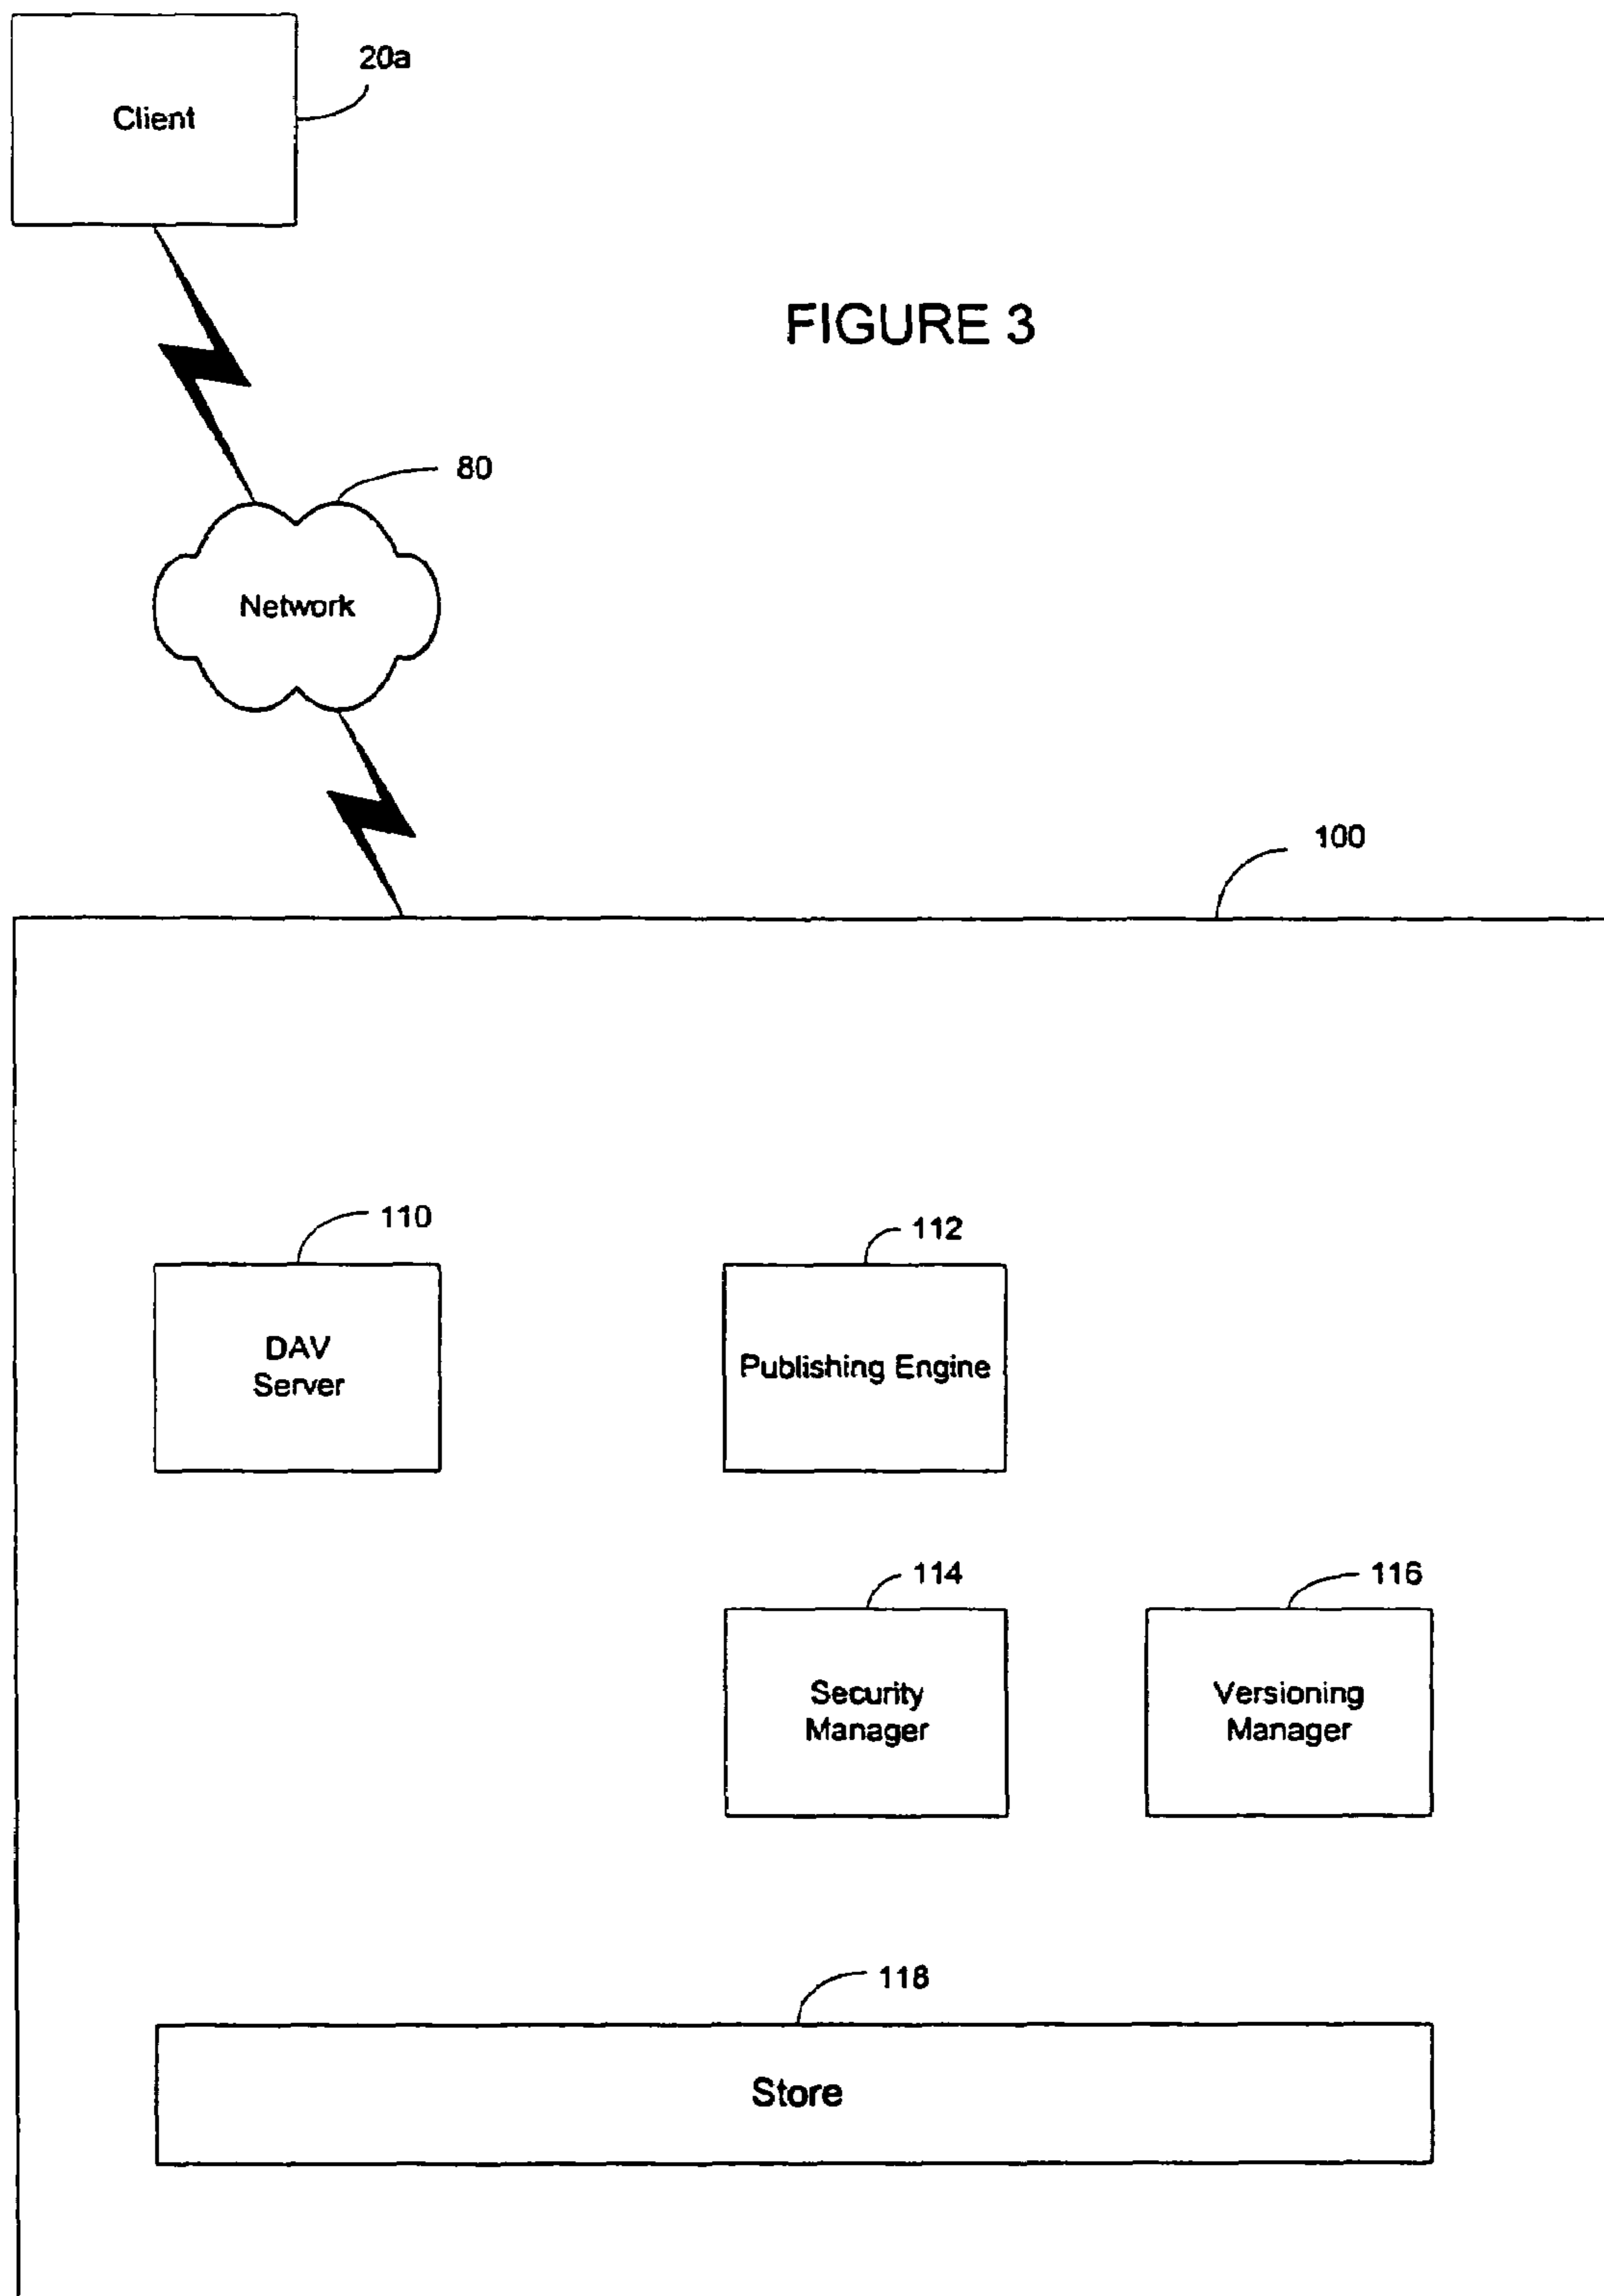 20a
Client
FIGURE 3
80
Network
100
110
112
DAV
Server
Publishing Engine
114
116
Security
Manager
Versioning
Manager
118
Store